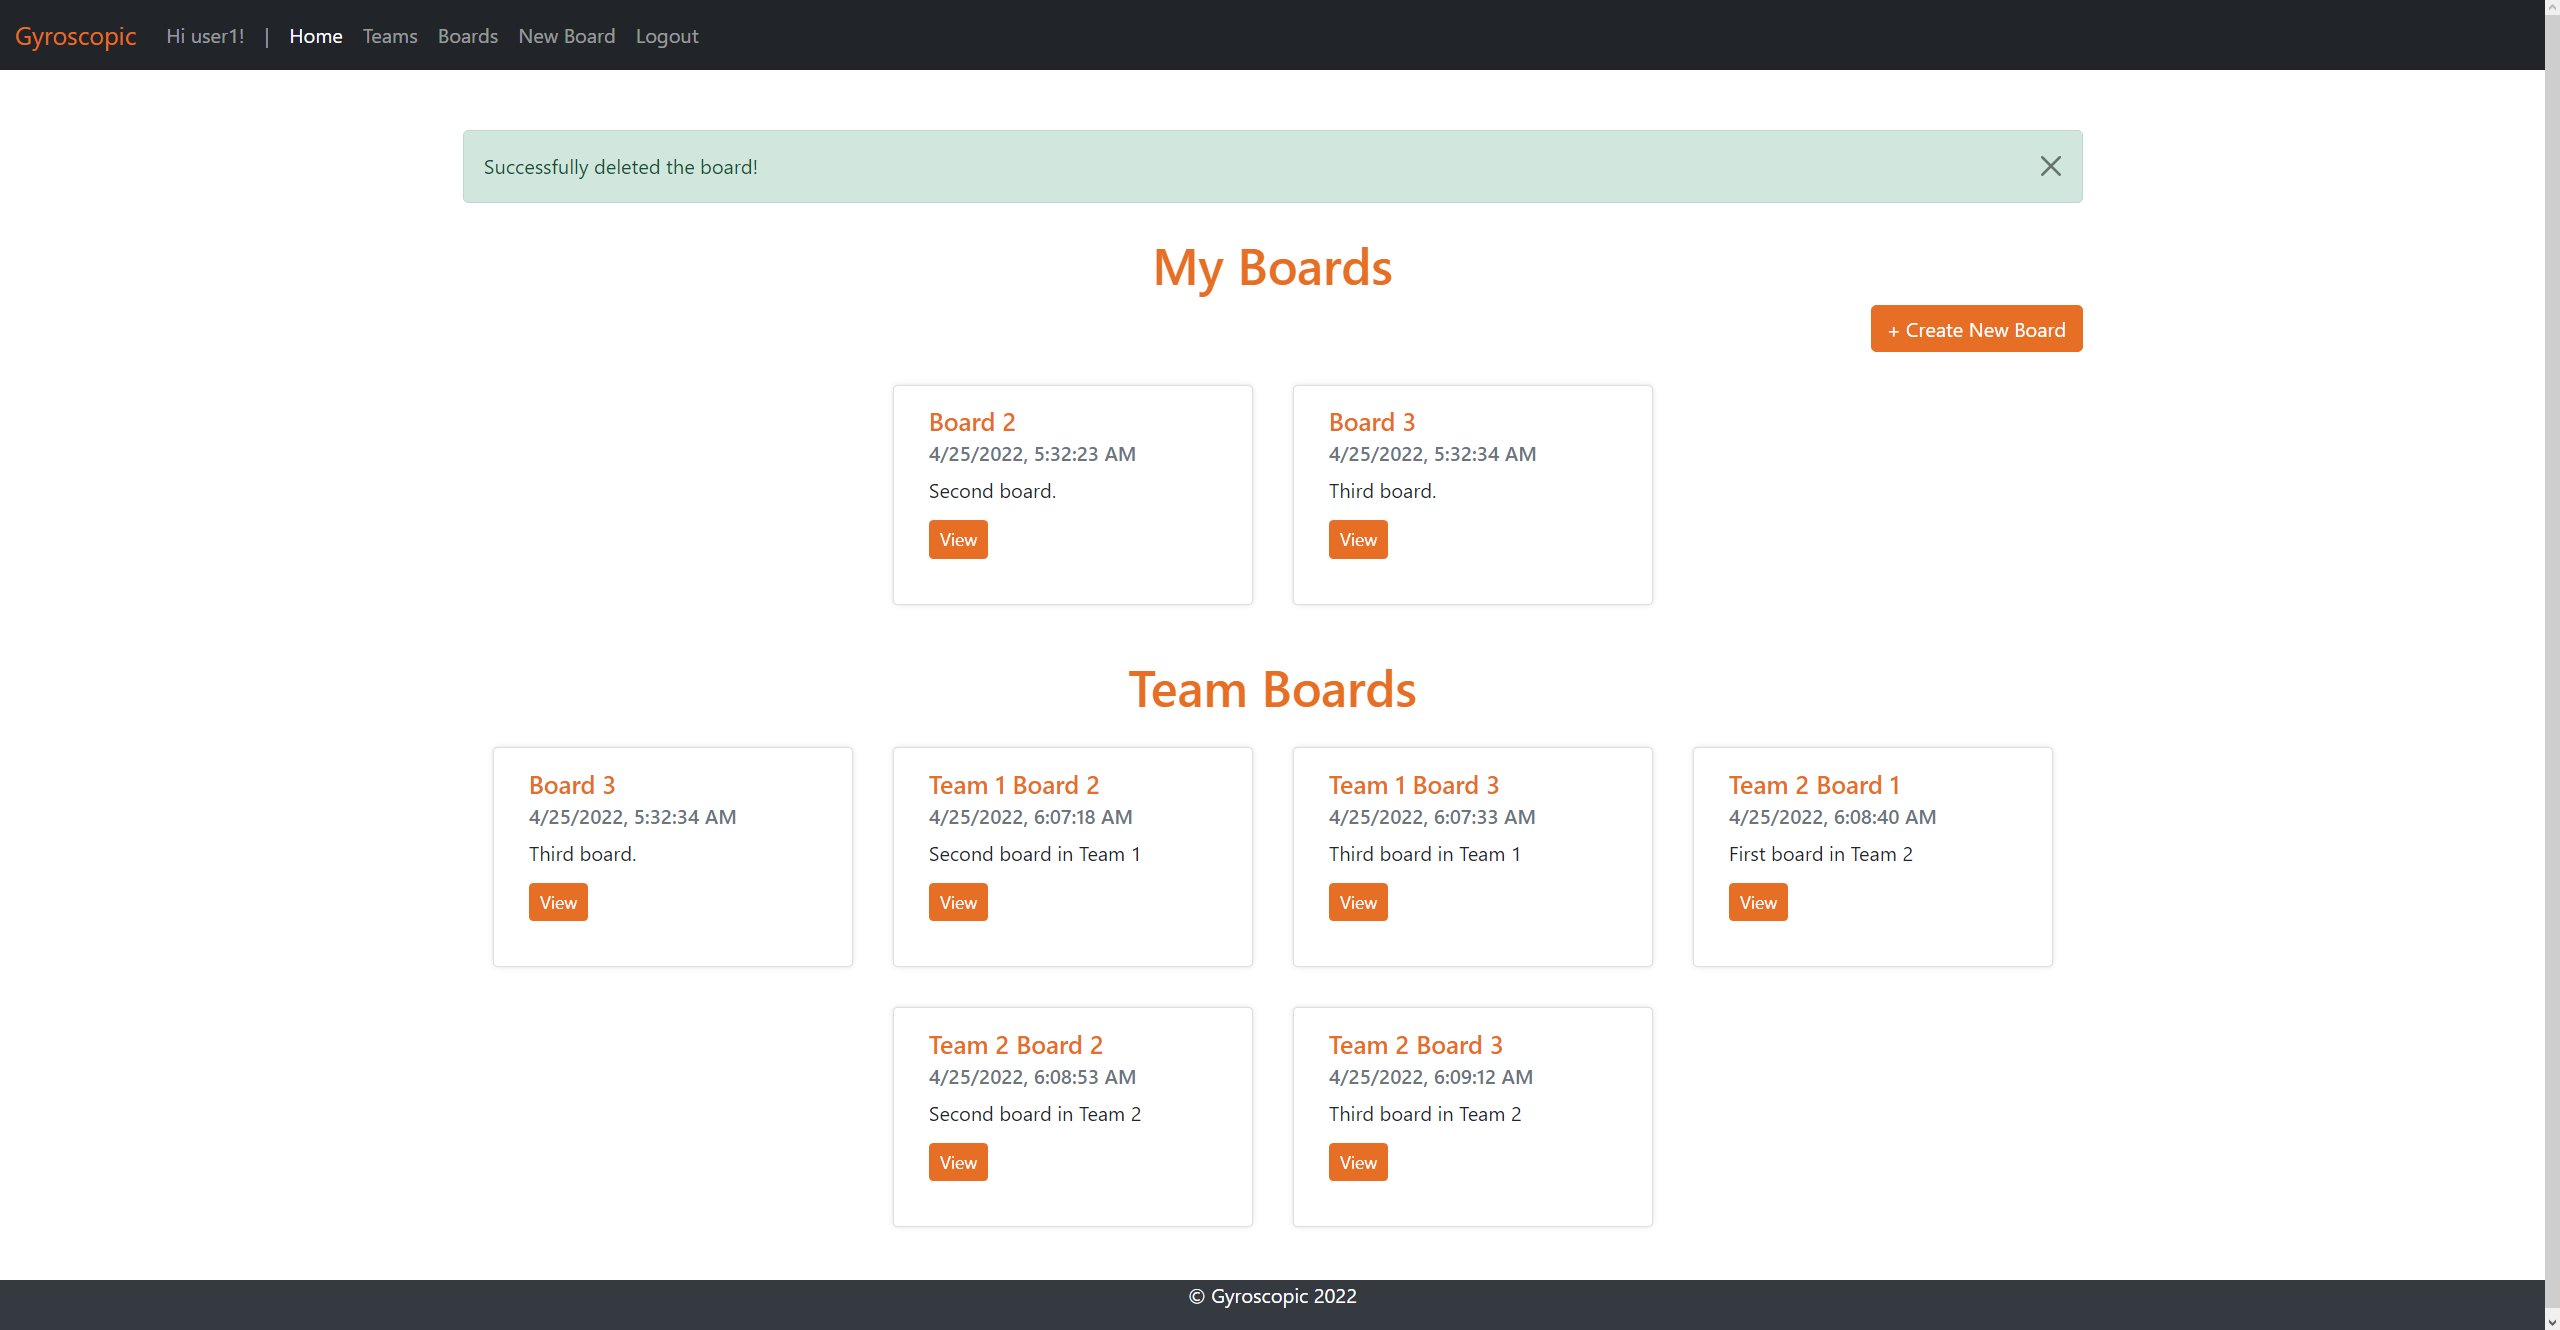 Gyroscopic Hi user1! | Home Teams Boards New Board Logout
Successfully deleted the board!
My Boards
+ Create New Board
Board 2
4/25/2022, 5:32:23 AM
Second board.
View
Board 3
4/25/2022, 5:32:34 AM
Third board.
View
Team Boards
Board 3
4/25/2022, 5:32:34 AM
Third board.
View
Team 1 Board 2
4/25/2022, 6:07:18 AM
Second board in Team 1
View
Team 1 Board 3
4/25/2022, 6:07:33 AM
Third board in Team 1
View
Team 2 Board 1
4/25/2022, 6:08:40 AM
First board in Team 2
View
Team 2 Board 2
4/25/2022, 6:08:53 AM
Second board in Team 2
View
Team 2 Board 3
4/25/2022, 6:09:12 AM
Third board in Team 2
View
© Gyroscopic 2022